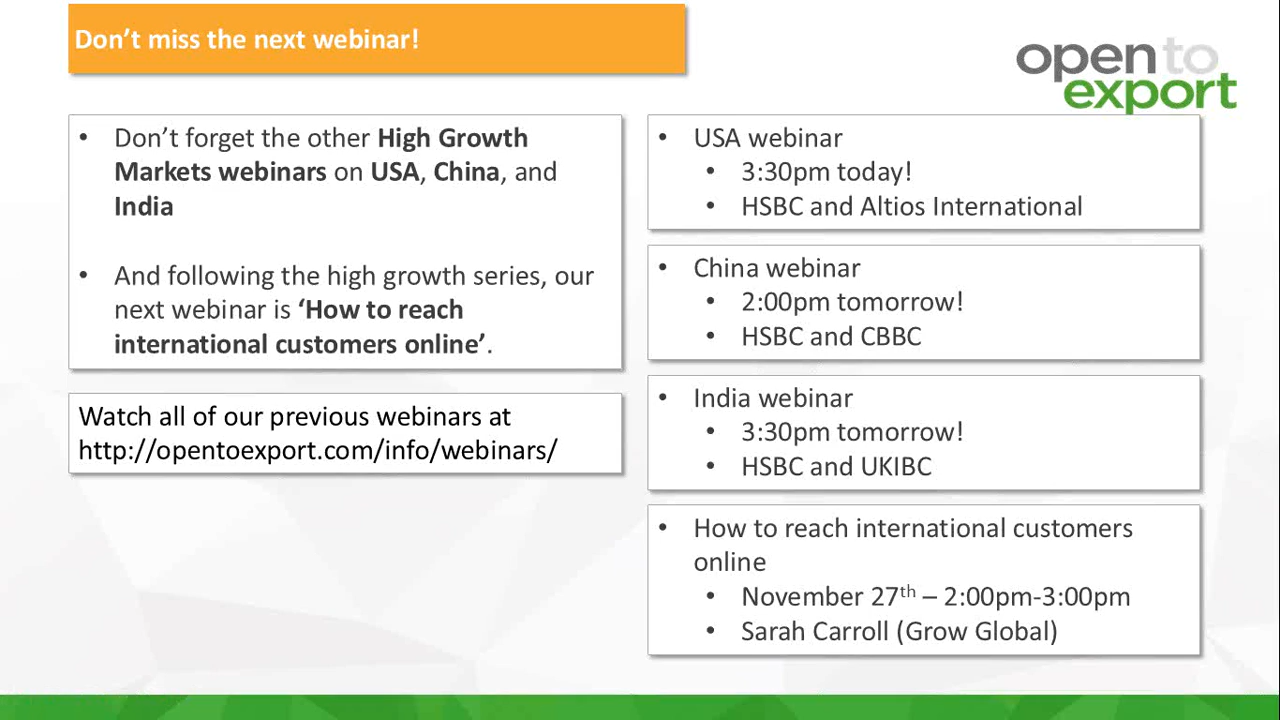 Don't miss the next webinar!
open to
export
• Don't forget the other High Growth
Markets webinars on USA, China, and
India
• And following the high growth series, our
next webinar is ‘How to reach
international customers online’.
Watch all of our previous webinars at
http://opentoexport.com/info/webinars/
• USA webinar
• 3:30pm today!
• HSBC and Altios International
• China webinar
• 2:00pm tomorrow!
• HSBC and CBBC
• India webinar
• 3:30pm tomorrow!
• HSBC and UKIBC
• How to reach international customers
online
• November 27th – 2:00pm-3:00pm
• Sarah Carroll (Grow Global)